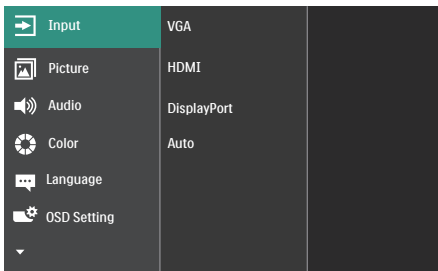 Input
Picture
Audio
Color
Language
OSD Setting
VGA
HDMI
DisplayPort
Auto